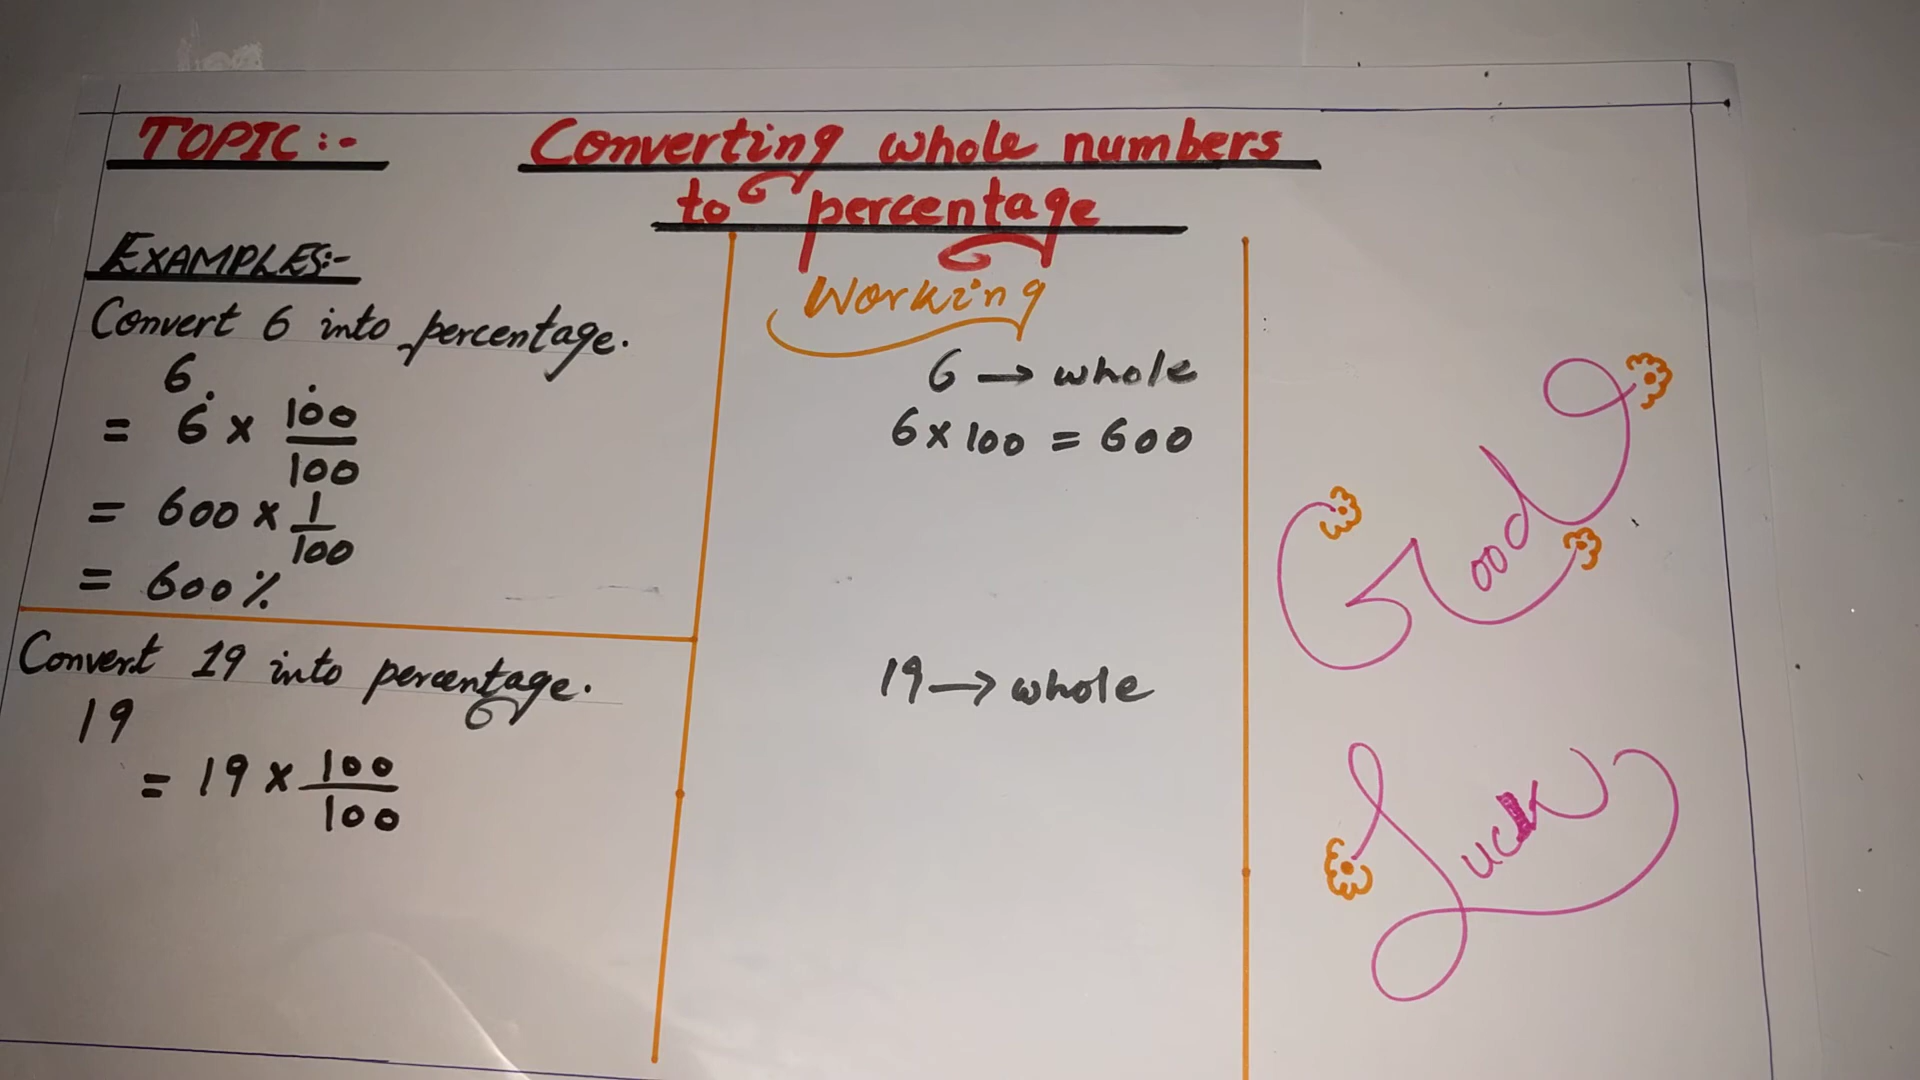 TOPIC:- Converting whole numbers
to percentage
EXAMPLES:-
Convert 6 into percentage.
6
= 6 × 100/100
= 600 × 1/100
= 600%
Convert 19 into percentage.
19
= 19 × 100/100
Working
6 → whole
6 × 100 = 600
19 → whole
Good
Luck